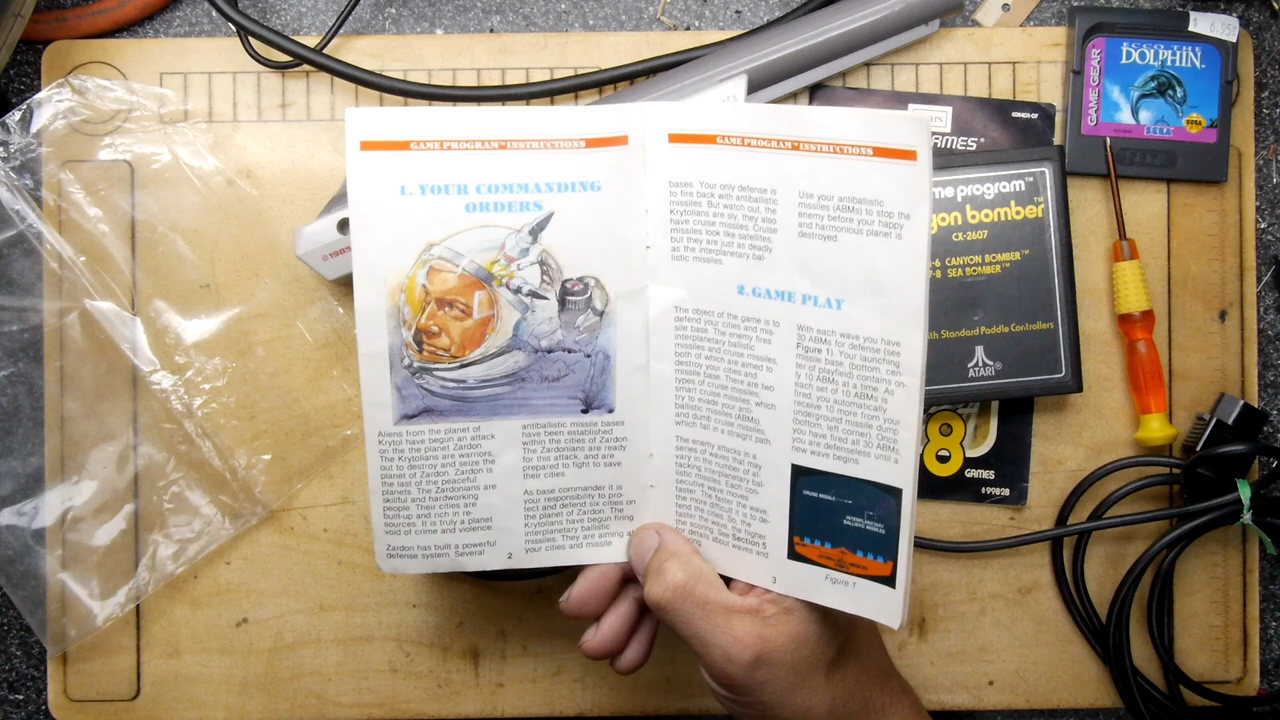 GAME PROGRAM™ INSTRUCTIONS
1. YOUR COMMANDING
ORDERS
Aliens from the planet of
Krytol have begun an attack
on the the planet Zardon.
The Krytolians are warriors,
out to destroy and seize the
planet of Zardon. Zardon is
the last of the peaceful
planets. The Zardonians are
skillful and hardworking
people. Their cities are
built-up and rich in re-
sources. It is truly a planet
void of crime and violence
Zardon has built a powerful
defense system. Several
antiballistic missile bases
have been established
within the cities of Zardon.
The Zardonians are ready
for this attack, and are
prepared to fight to save
their cities.
As base commander it is
your responsibility to pro-
tect and defend six cities on
the planet of Zardon. The
Krytolians have begun firing
interplanetary ballistic
missiles. They are aiming at
your cities and missile
2
GAME PROGRAM™ INSTRUCTIONS
bases. Your only defense is
to fire back with antiballistic
missiles. But watch out, the
Krytolians are sly, they also
have cruise missiles. Cruise
missiles look like satellites,
but they are just as deadly
as the interplanetary bal-
listic missiles.
Use your antiballistic
missiles (ABMs) to stop the
enemy before your happy
and harmonious planet is
destroyed.
2. GAME PLAY
The object of the game is to
defend your cities and mis-
sile base. The enemy fires
interplanetary ballistic
missiles and cruise missiles,
both of which are aimed to
destroy your cities and
missile base. There are two
types of cruise missiles;
smart cruise missiles, which
try to evade your anti-
ballistic missiles (ABMs),
and dumb cruise missiles,
which fall in a straight path.
The enemy attacks in a
series of waves that may
vary in the number of at-
tacking interplanetary bal-
listic missiles. Each con-
secutive wave moves
faster. The faster the wave,
the more difficult it is to de-
fend the cities. So, the
faster the wave, the higher
the scoring. See Section 5
for details about waves and
With each wave you have
30 ABMs for defense (see
Figure 1). Your launching
missile base, (bottom, cen-
ter of playfield) contains on-
ly 10 ABMs at a time. As
each set of 10 ABMs is
fired, you automatically
receive 10 more from your
underground missile dump
(bottom, left corner). Once
you have fired all 30 ABMs,
you are defenseless until a
new wave begins.
CRUISE MISSILE
INTERPLANETARY
BALLISTIC MISSILES
Figure 1
3
©1985
GAMES
me program™
yon bomber™
CX-2607
-6 CANYON BOMBER™
7-8 SEA BOMBER™
th Standard Paddle Controllers
ATARI®
8
GAMES
$ 6.95
GAME GEAR
ECCO THE
DOLPHIN™
SEGA
SEGA